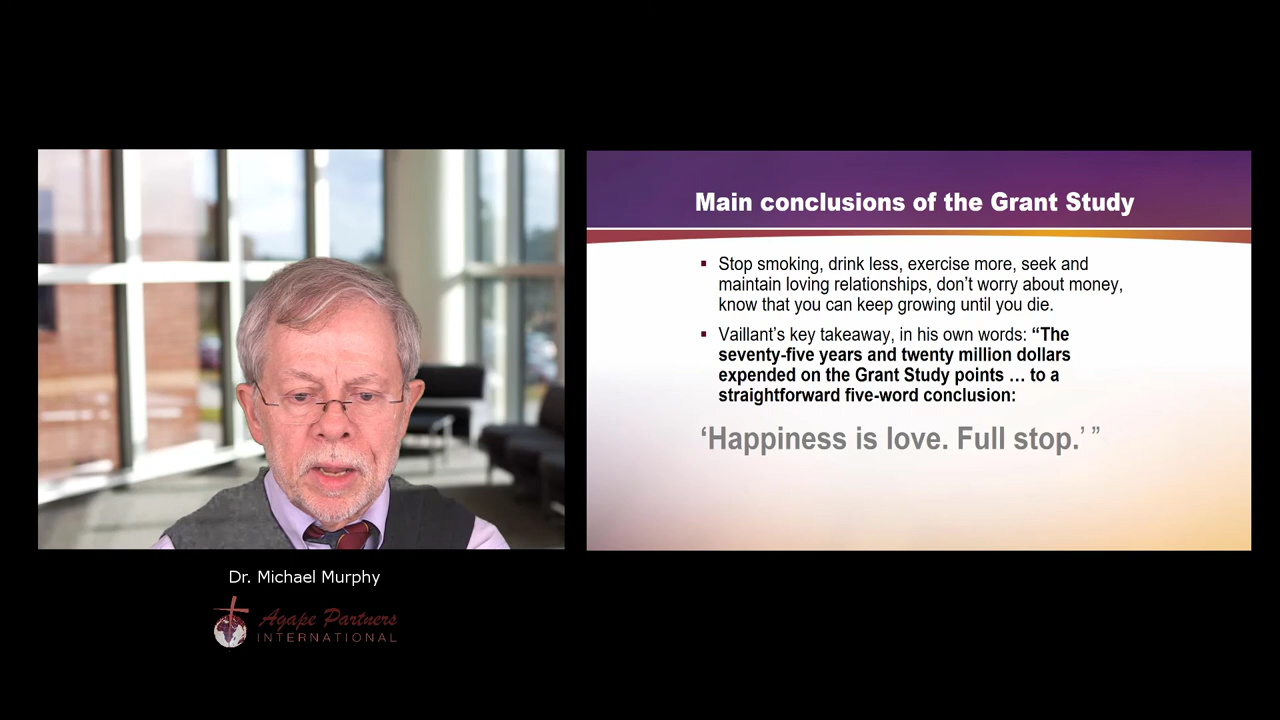 Main conclusions of the Grant Study
▪ Stop smoking, drink less, exercise more, seek and
maintain loving relationships, don’t worry about money,
know that you can keep growing until you die.
▪ Vaillant’s key takeaway, in his own words: “The
seventy-five years and twenty million dollars
expended on the Grant Study points … to a
straightforward five-word conclusion:
‘Happiness is love. Full stop.’ ”
Dr. Michael Murphy
Agape Partners
INTERNATIONAL